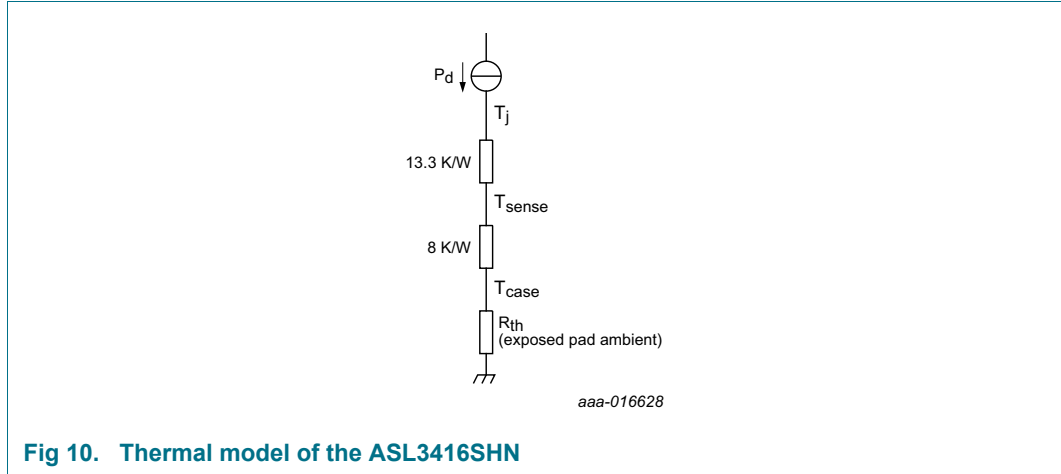 Pd
Tj
13.3 K/W
Tsense
8 K/W
Tcase
Rth
(exposed pad ambient)
aaa-016628
Fig 10. Thermal model of the ASL3416SHN